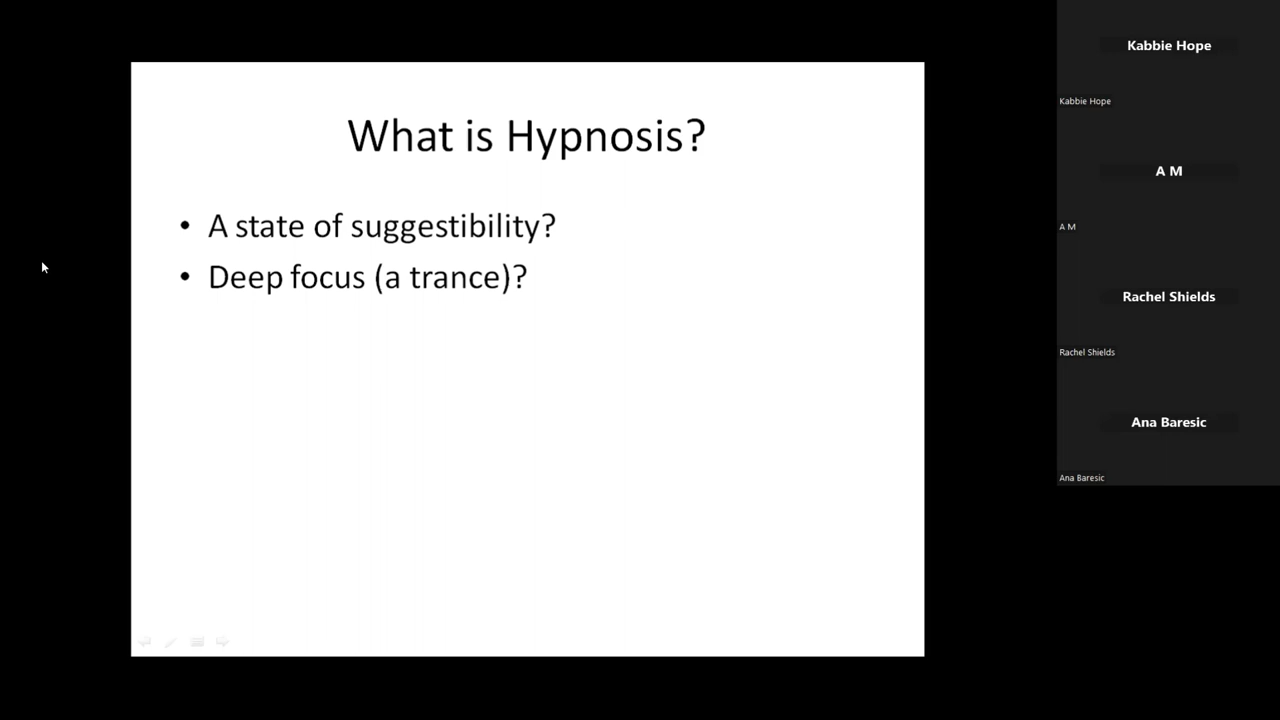 What is Hypnosis?
• A state of suggestibility?
• Deep focus (a trance)?
Kabbie Hope
Kabbie Hope
A M
A M
Rachel Shields
Rachel Shields
Ana Baresic
Ana Baresic